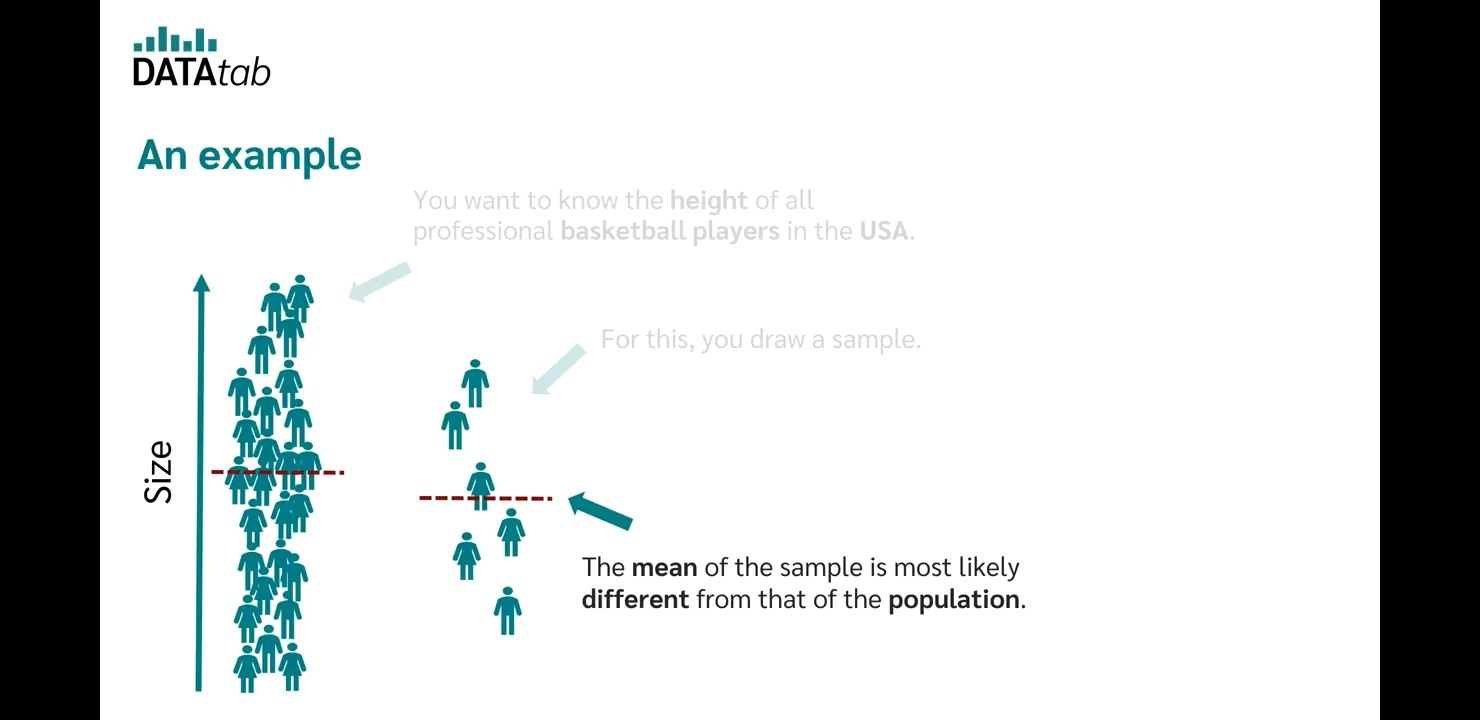 DATAtab
An example
You want to know the height of all
professional basketball players in the USA.
For this, you draw a sample.
Size
The mean of the sample is most likely
different from that of the population.